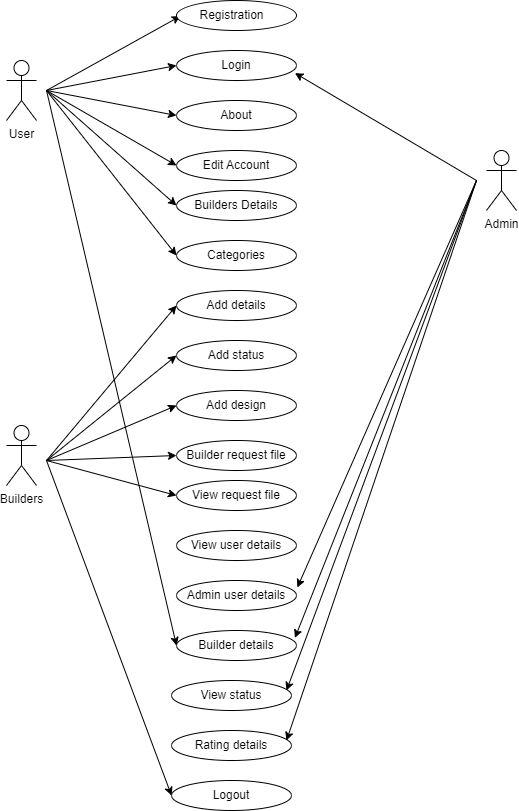 Registration
Login
User
About
Edit Account
Builders Details
Admin
Categories
Add details
Add status
Add design
Builder request file
Builders
View request file
View user details
Admin user details
Builder details
View status
Rating details
Logout